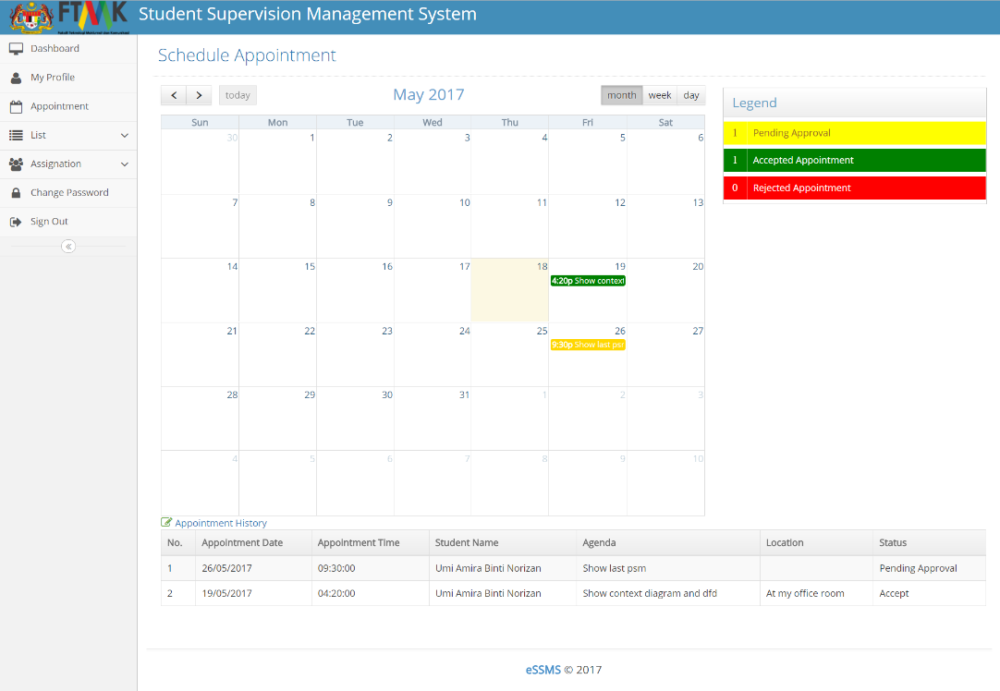 FTMK Student Supervision Management System
Dashboard
My Profile
Appointment
List
Assignation
Change Password
Sign Out
Schedule Appointment
today
May 2017
month week day
Sun Mon Tue Wed Thu Fri Sat
30 1 2 3 4 5 6
7 8 9 10 11 12 13
14 15 16 17 18 19 20
4:20p Show context
21 22 23 24 25 26 27
9:30p Show last psm
28 29 30 31 1 2 3
4 5 6 7 8 9 10
Legend
1 Pending Approval
1 Accepted Appointment
0 Rejected Appointment
Appointment History
No. Appointment Date Appointment Time Student Name Agenda Location Status
1 26/05/2017 09:30:00 Umi Amira Binti Norizan Show last psm Pending Approval
2 19/05/2017 04:20:00 Umi Amira Binti Norizan Show context diagram and dfd At my office room Accept
eSSMS © 2017